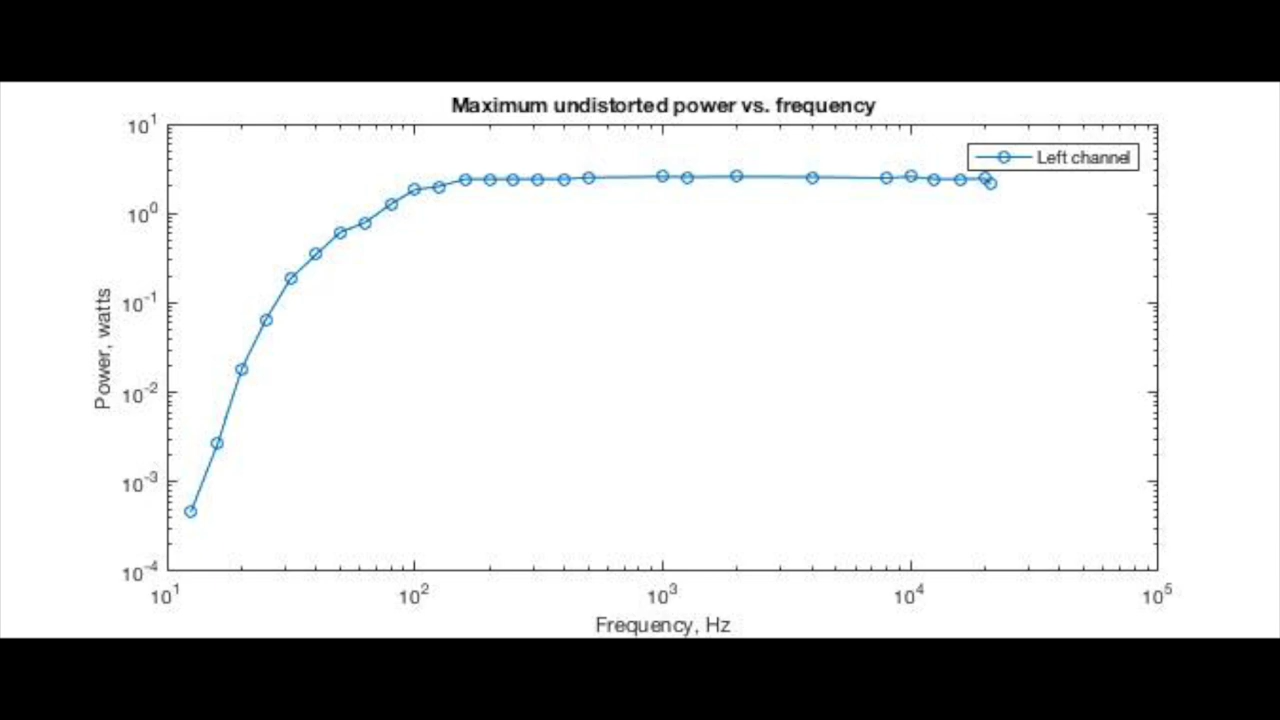 Maximum undistorted power vs. frequency
10^1
Left channel
10^0
10^-1
Power, watts
10^-2
10^-3
10^-4
10^1 10^2 10^3 10^4 10^5
Frequency, Hz